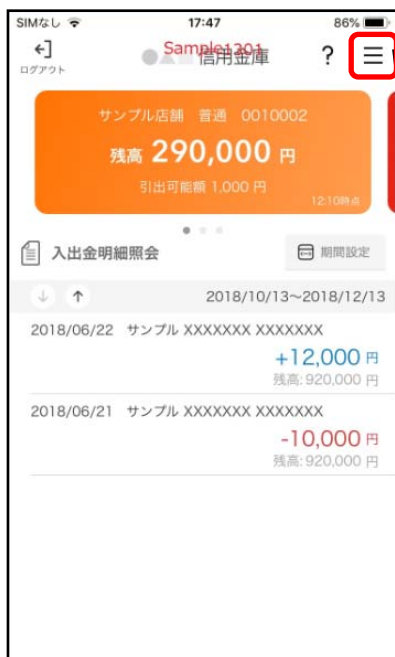 SIMなし 17:47 86%
ログアウト
●▲■信用金庫
Sample1201
?
サンプル店舗 普通 0010002
残高 290,000 円
引出可能額 1,000 円
12:10時点
入出金明細照会
期間設定
↓ ↑ 2018/10/13~2018/12/13
2018/06/22 サンプル XXXXXXX XXXXXXX
+12,000 円
残高: 920,000 円
2018/06/21 サンプル XXXXXXX XXXXXXX
-10,000 円
残高: 920,000 円